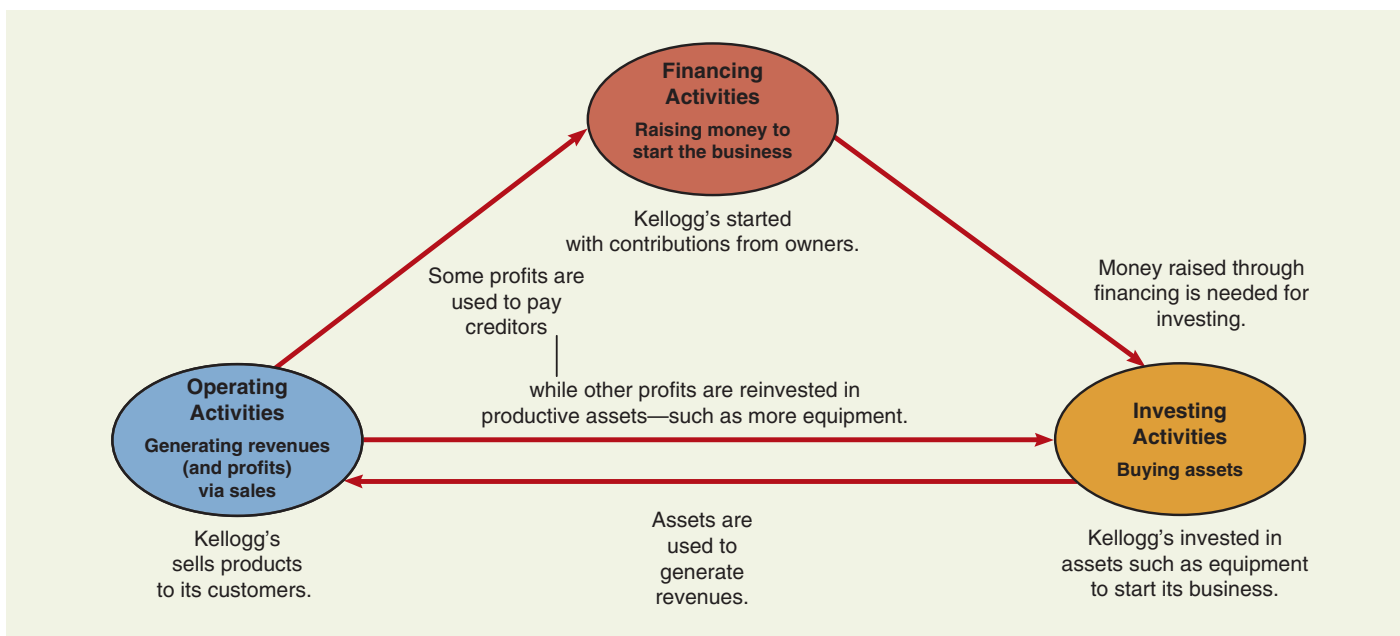 Financing
Activities
Raising money to
start the business
Kellogg's started
with contributions from owners.
Some profits are
used to pay
creditors
Money raised through
financing is needed for
investing.
while other profits are reinvested in
productive assets—such as more equipment.
Operating
Activities
Generating revenues
(and profits)
via sales
Investing
Activities
Buying assets
Kellogg's
sells products
to its customers.
Assets are
used to
generate
revenues.
Kellogg's invested in
assets such as equipment
to start its business.